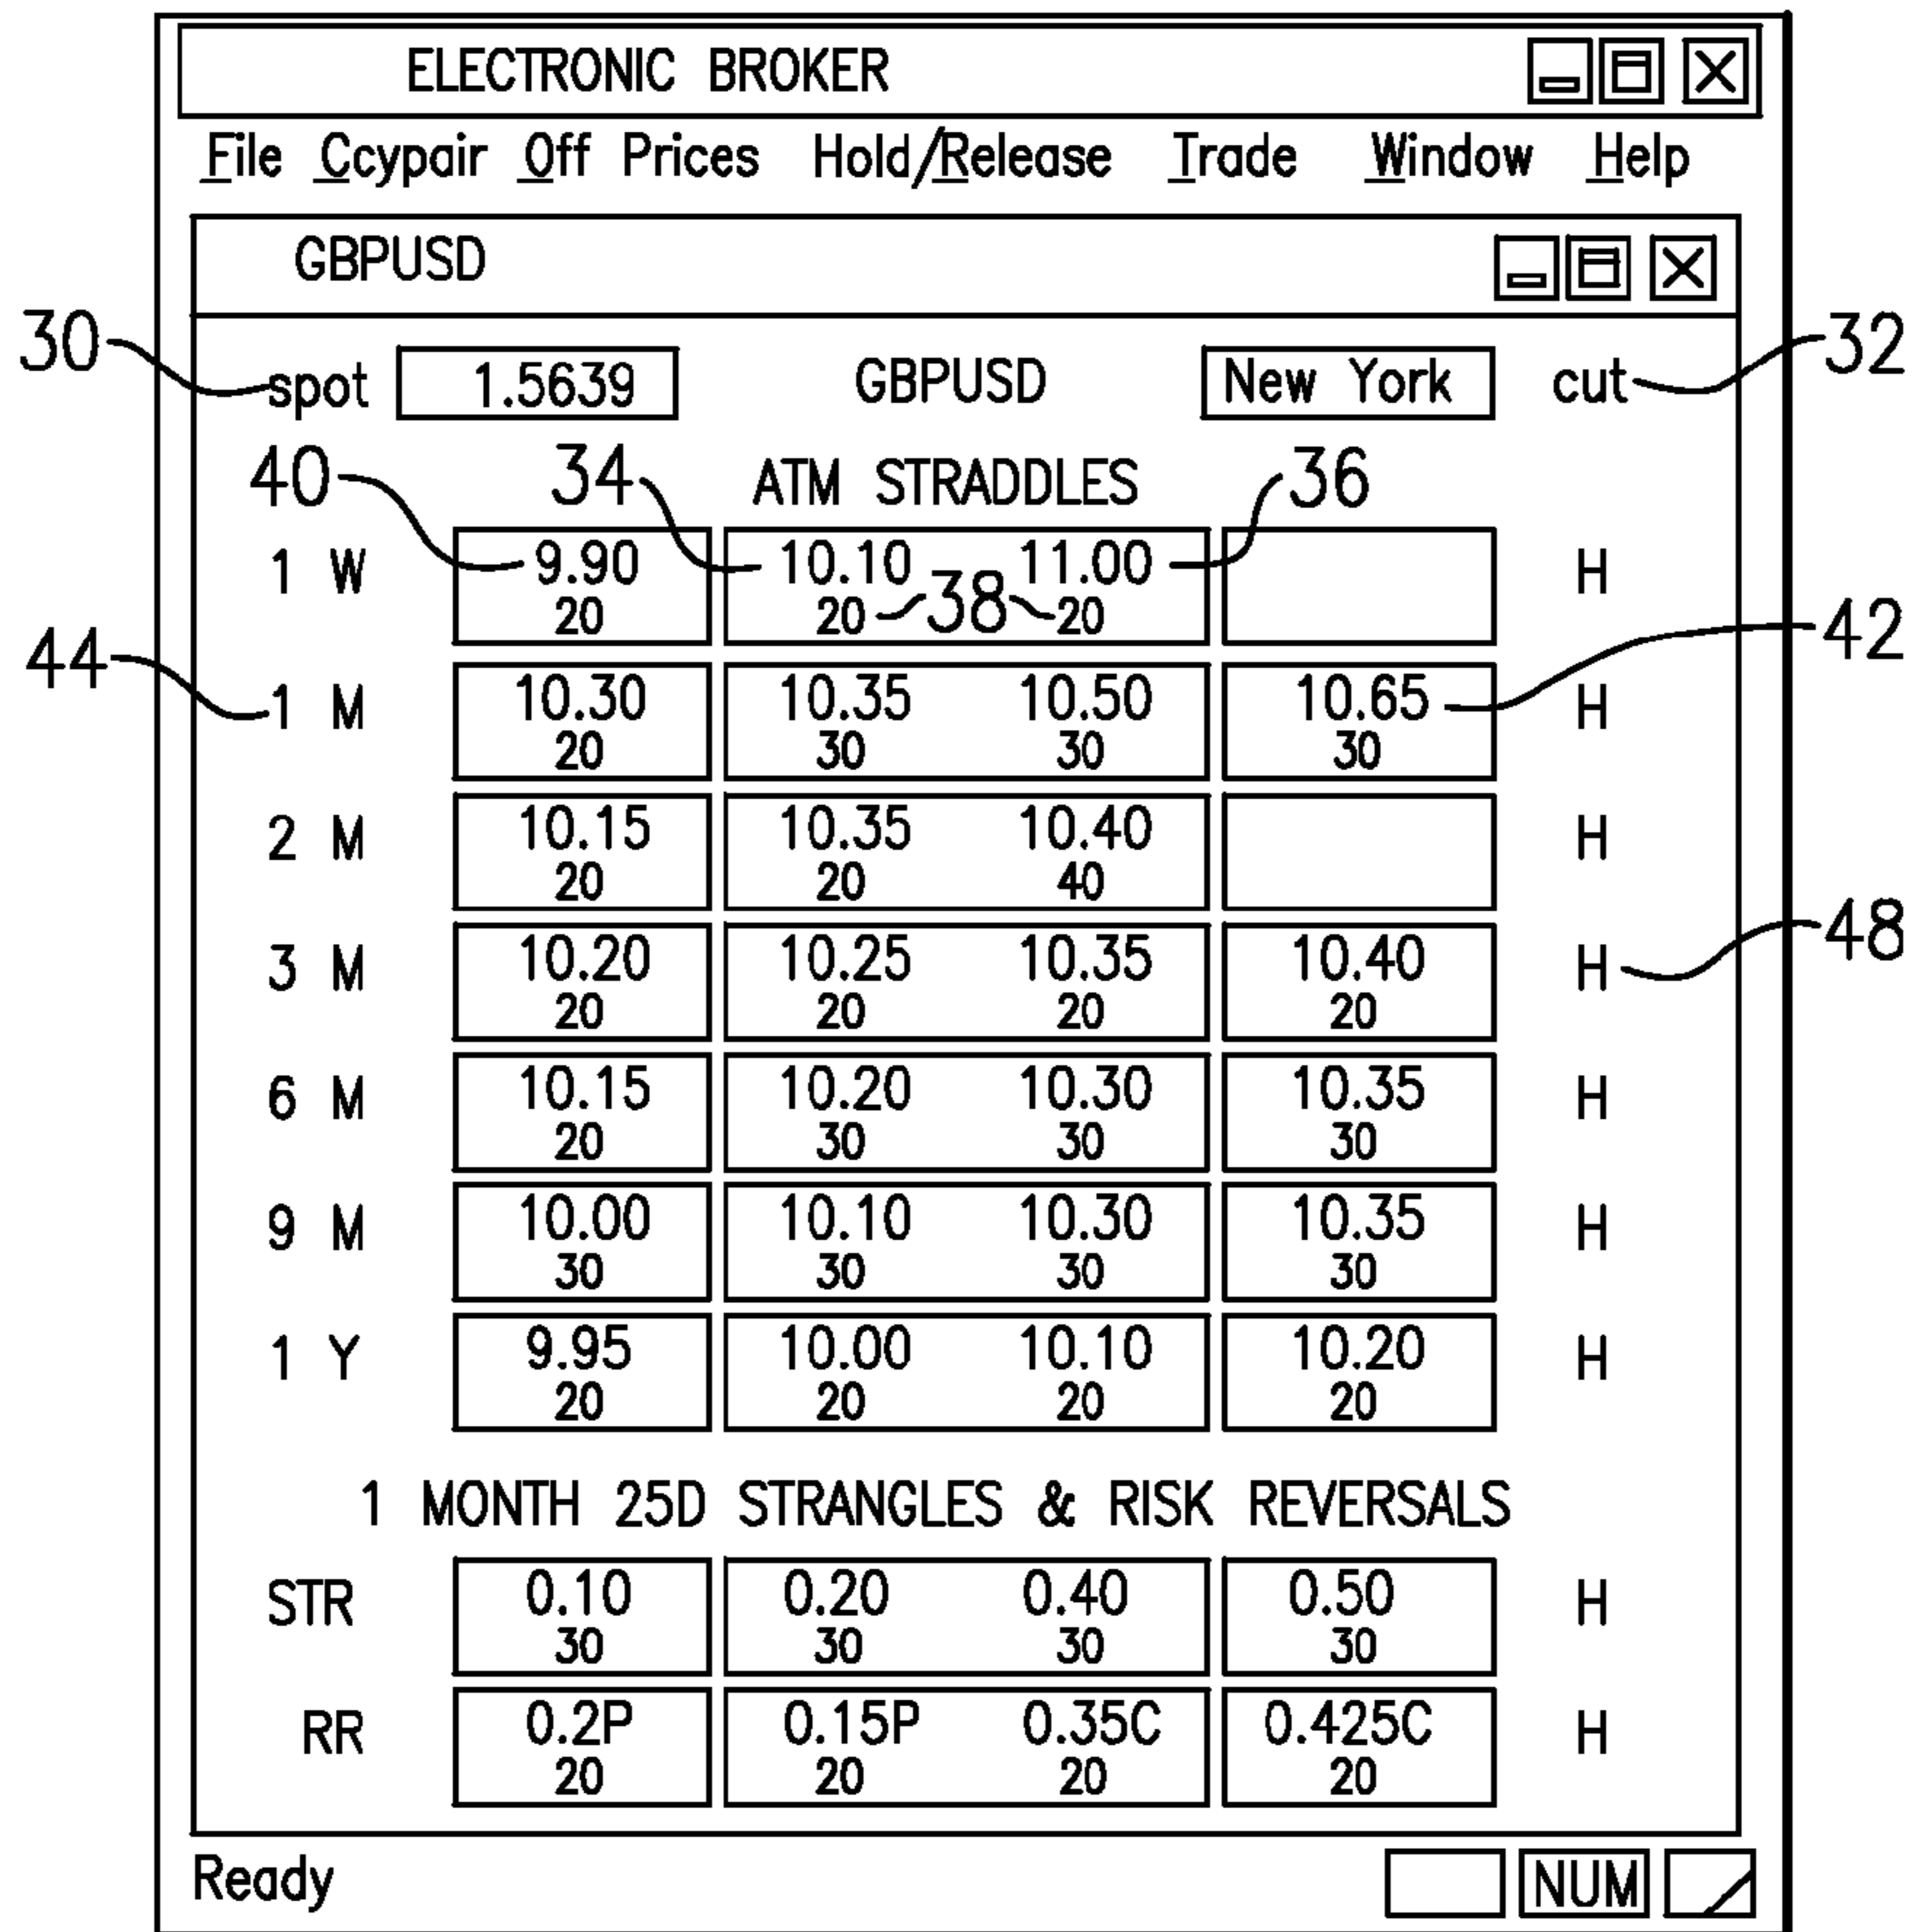 ELECTRONIC BROKER
File Ccypair Off Prices Hold/Release Trade Window Help
GBPUSD
30 spot 1.5639 GBPUSD New York cut 32
40 34 ATM STRADDLES 36
1 W 9.90 10.10 11.00 H
20 20 38 20
42
44
1 M 10.30 10.35 10.50 10.65 H
20 30 30 30
2 M 10.15 10.35 10.40 H
20 20 40
48
3 M 10.20 10.25 10.35 10.40 H
20 20 20 20
6 M 10.15 10.20 10.30 10.35 H
20 30 30 30
9 M 10.00 10.10 10.30 10.35 H
30 30 30 30
1 Y 9.95 10.00 10.10 10.20 H
20 20 20 20
1 MONTH 25D STRANGLES & RISK REVERSALS
STR 0.10 0.20 0.40 0.50 H
30 30 30 30
RR 0.2P 0.15P 0.35C 0.425C H
20 20 20 20
Ready NUM